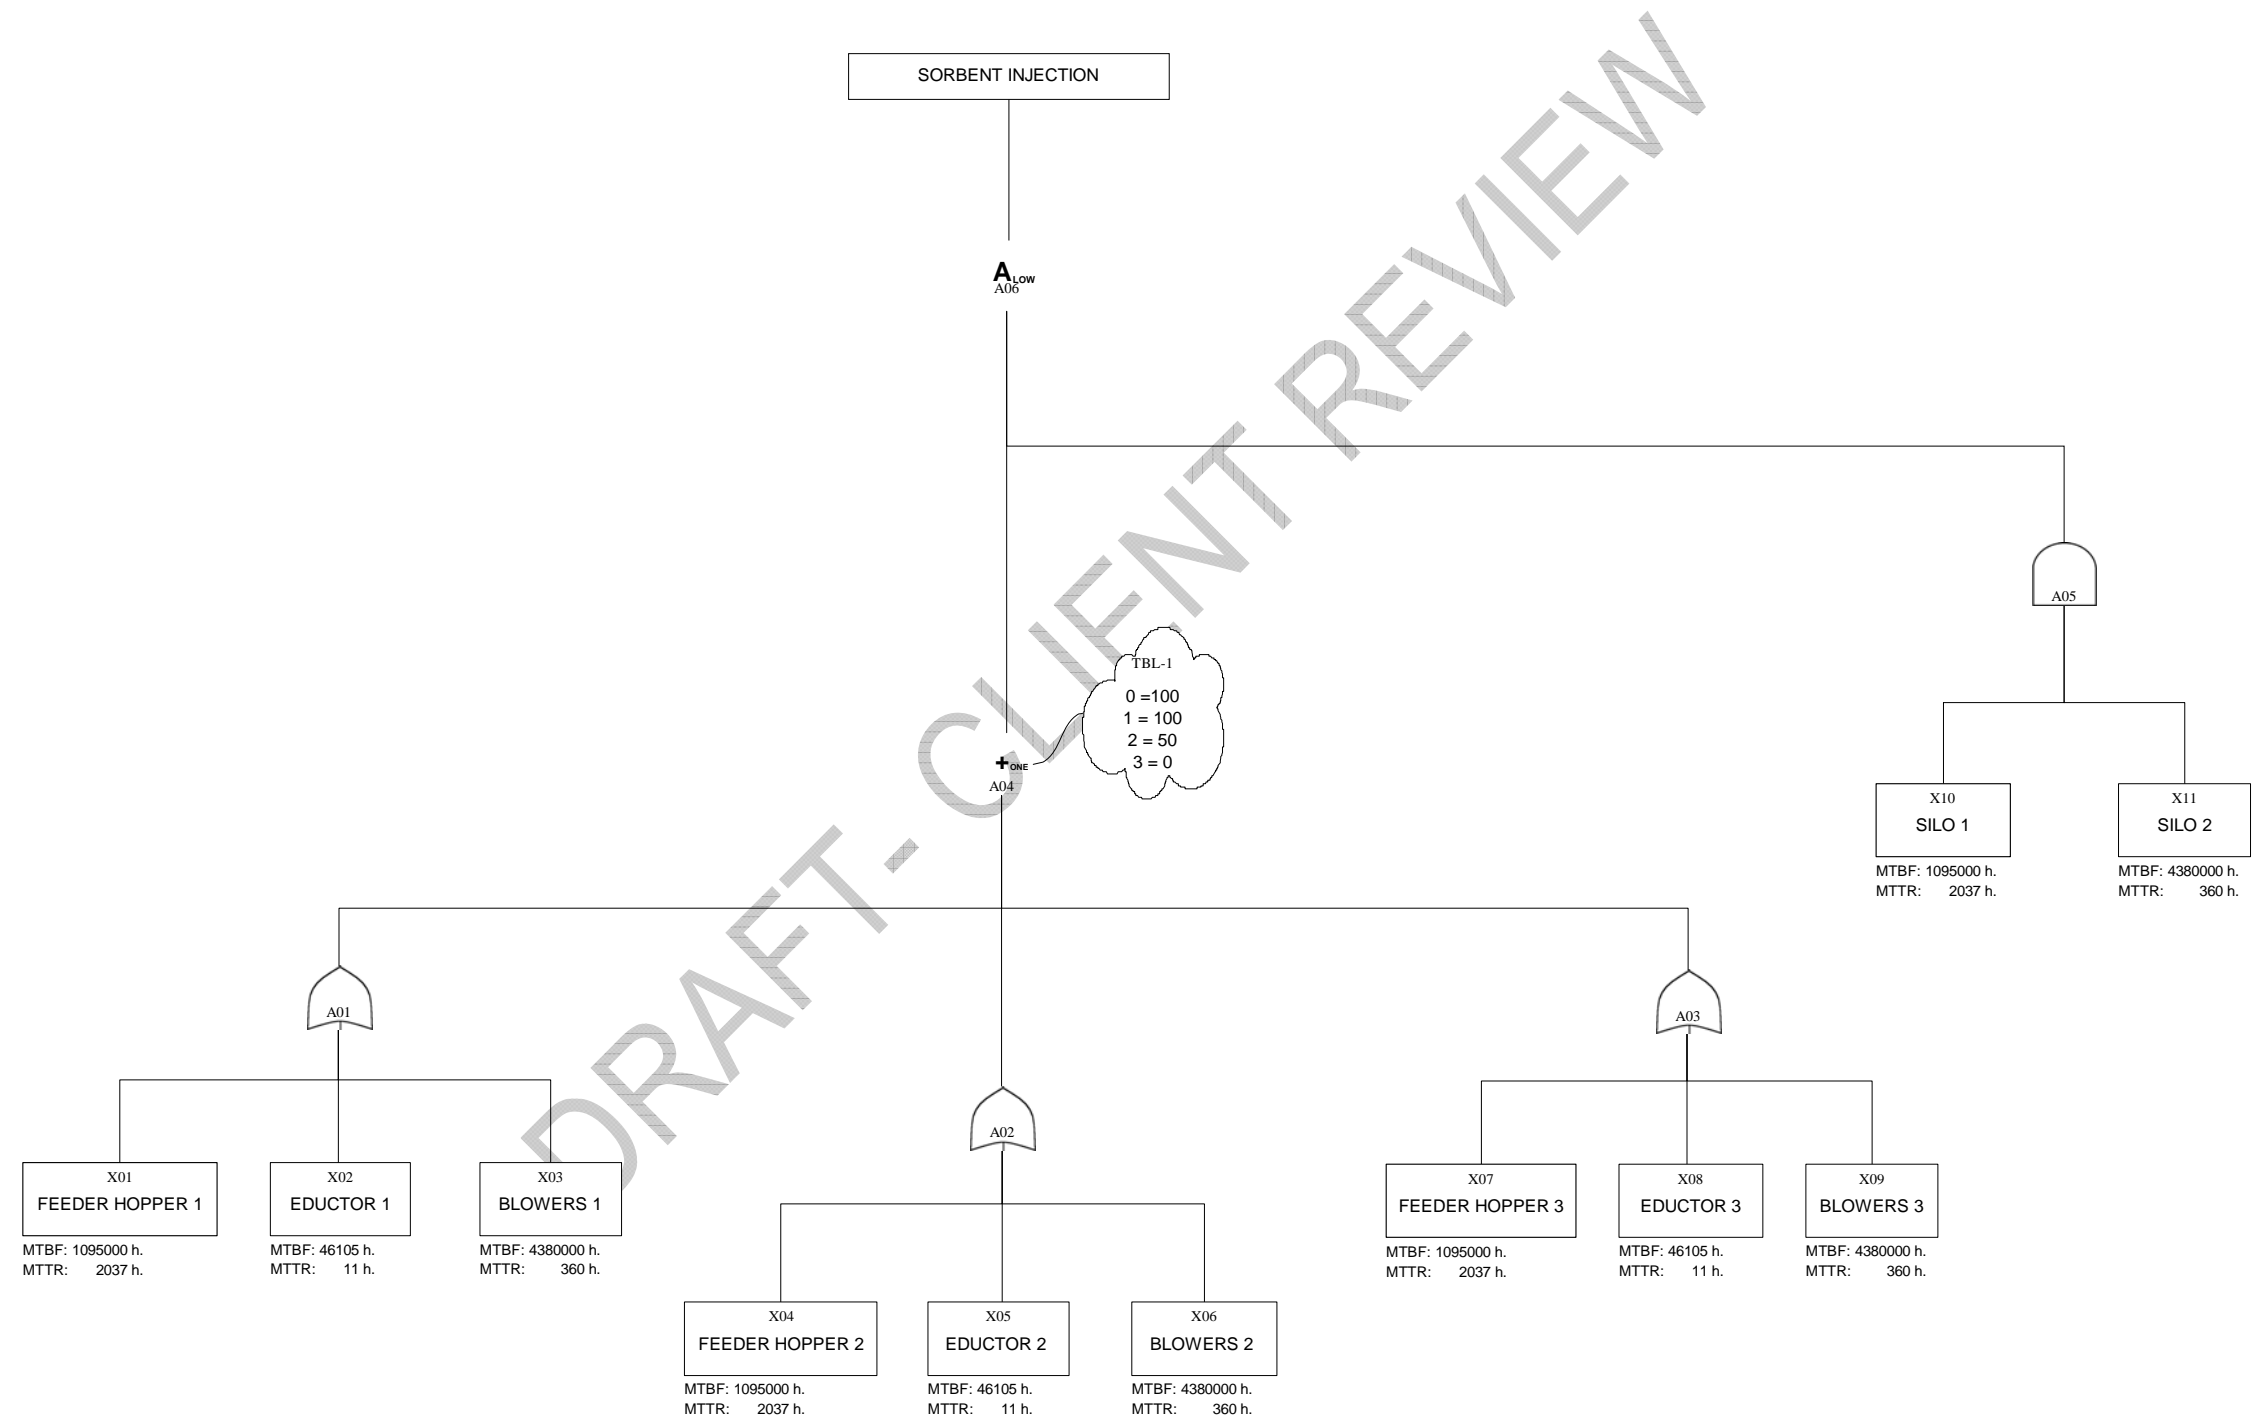 SORBENT INJECTION
A LOW
A06
A05
TBL-1
0 =100
1 = 100
2 = 50
3 = 0
+ ONE
A04
X10
SILO 1
MTBF: 1095000 h.
MTTR: 2037 h.
X11
SILO 2
MTBF: 4380000 h.
MTTR: 360 h.
A01
A03
A02
X01
FEEDER HOPPER 1
MTBF: 1095000 h.
MTTR: 2037 h.
X02
EDUCTOR 1
MTBF: 46105 h.
MTTR: 11 h.
X03
BLOWERS 1
MTBF: 4380000 h.
MTTR: 360 h.
X04
FEEDER HOPPER 2
MTBF: 1095000 h.
MTTR: 2037 h.
X05
EDUCTOR 2
MTBF: 46105 h.
MTTR: 11 h.
X06
BLOWERS 2
MTBF: 4380000 h.
MTTR: 360 h.
X07
FEEDER HOPPER 3
MTBF: 1095000 h.
MTTR: 2037 h.
X08
EDUCTOR 3
MTBF: 46105 h.
MTTR: 11 h.
X09
BLOWERS 3
MTBF: 4380000 h.
MTTR: 360 h.
DRAFT - CLIENT REVIEW